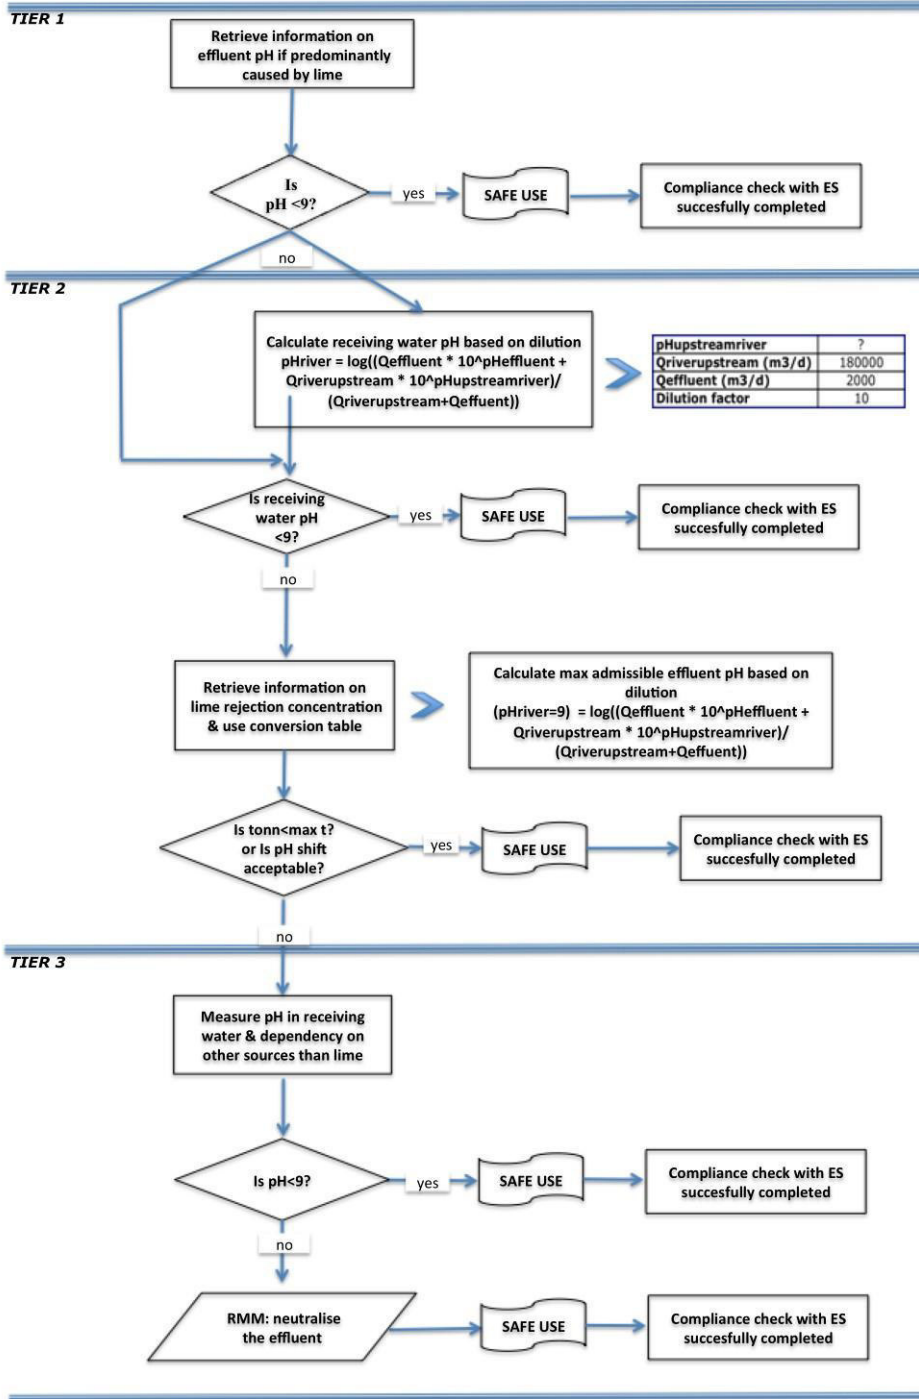 TIER 1
Retrieve information on
effluent pH if predominantly
caused by lime
Is
pH <9?
yes
SAFE USE
Compliance check with ES
succesfully completed
no
TIER 2
Calculate receiving water pH based on dilution
pHriver = log((Qeffluent * 10^pHeffluent +
Qriverupstream * 10^pHupstreamriver)/
(Qriverupstream+Qeffuent))
pHupstreamriver ?
Qriverupstream (m3/d) 180000
Qeffluent (m3/d) 2000
Dilution factor 10
Is receiving
water pH
<9?
yes
SAFE USE
Compliance check with ES
succesfully completed
no
Retrieve information on
lime rejection concentration
& use conversion table
Calculate max admissible effluent pH based on
dilution
(pHriver=9) = log((Qeffluent * 10^pHeffluent +
Qriverupstream * 10^pHupstreamriver)/
(Qriverupstream+Qeffuent))
Is tonn<max t?
or Is pH shift
acceptable?
yes
SAFE USE
Compliance check with ES
succesfully completed
no
TIER 3
Measure pH in receiving
water & dependency on
other sources than lime
Is pH<9?
yes
SAFE USE
Compliance check with ES
succesfully completed
no
RMM: neutralise
the effluent
SAFE USE
Compliance check with ES
succesfully completed